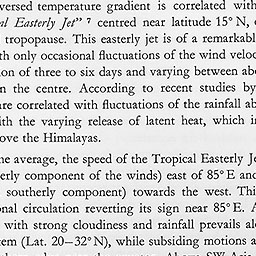 versed temperature gradient is correlated with
al Easterly Jet" 7 centred near latitude 15° N,
tropopause. This easterly jet is of a remarkabl
th only occasional fluctuations of the wind veloc
ion of three to six days and varying between abo
n the centre. According to recent studies by
are correlated with fluctuations of the rainfall ab
ith the varying release of latent heat, which in
ove the Himalayas.
he average, the speed of the Tropical Easterly Je
erly component of the winds) east of 85° E and
southerly component) towards the west. Thi
onal circulation reverting its sign near 85° E. A
with strong cloudiness and rainfall prevails alo
tem (Lat. 20–32° N), while subsiding motions a